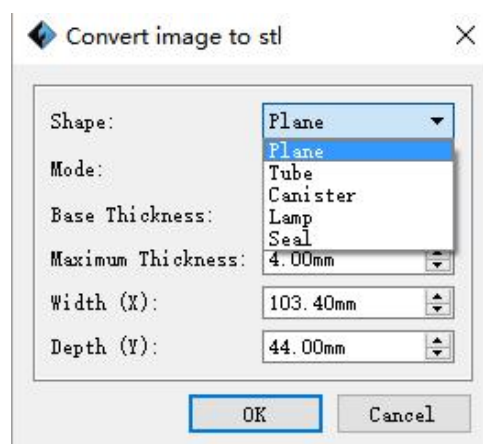 Convert image to stl
Shape: Plane
Plane
Mode: Tube
Canister
Base Thickness: Lamp
Seal
Maximum Thickness: 4.00mm
Width (X): 103.40mm
Depth (Y): 44.00mm
OK Cancel